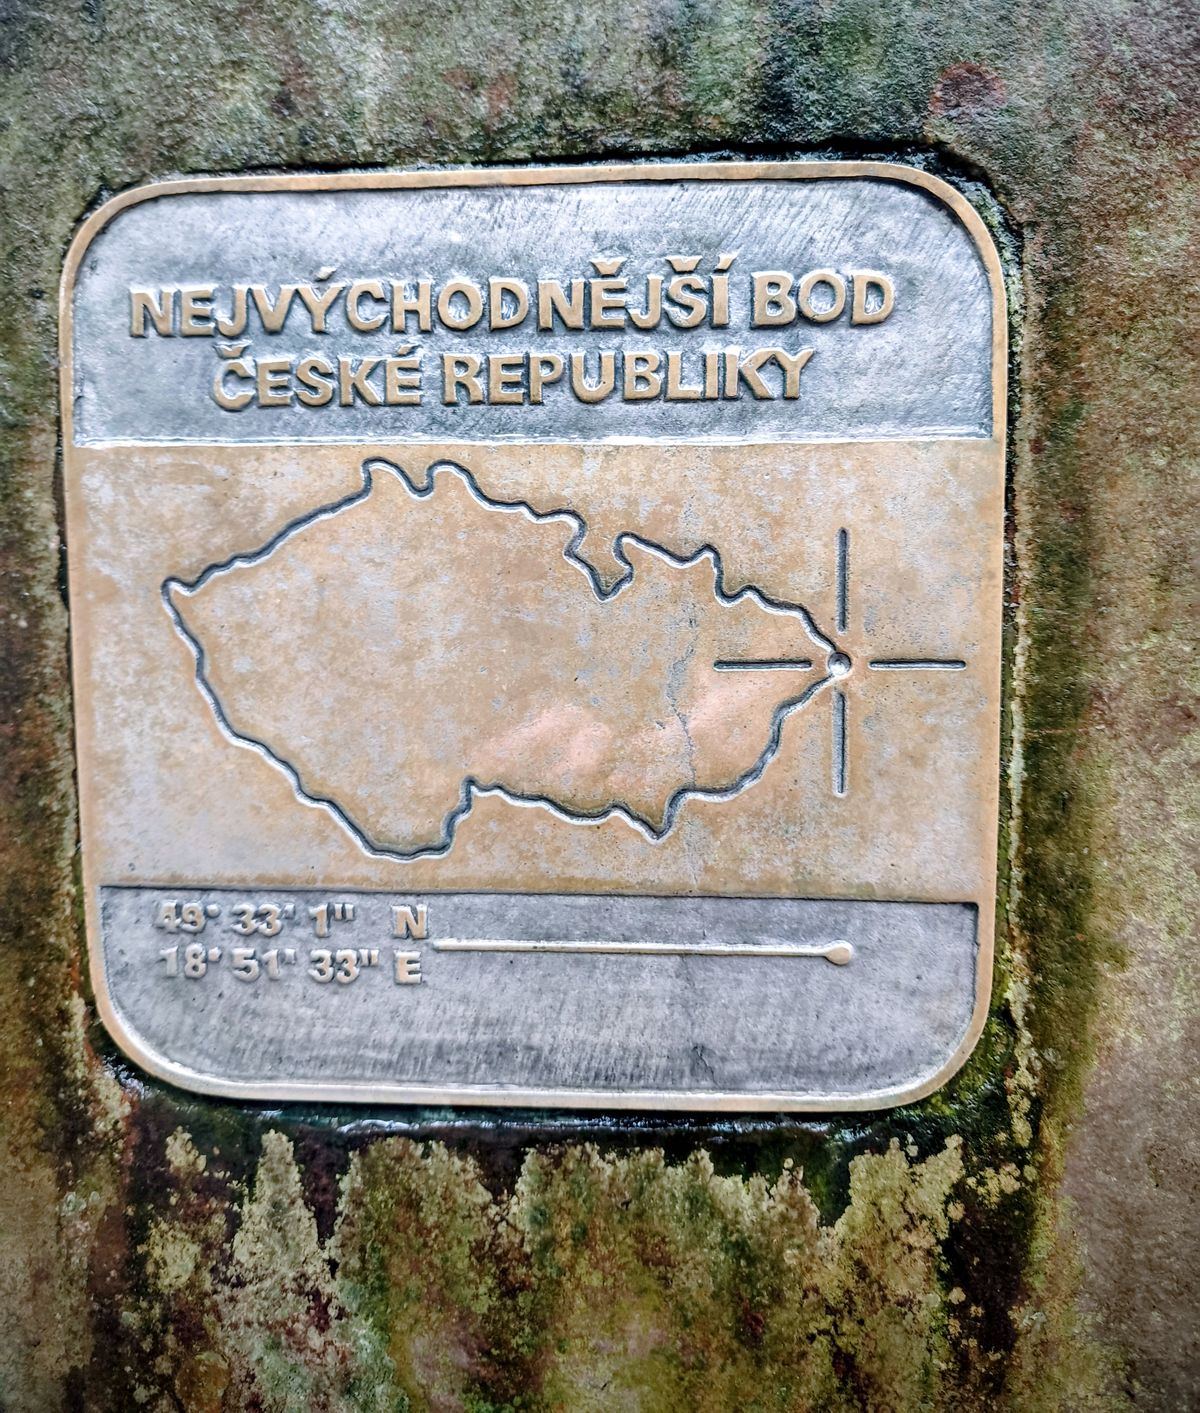 NEJVÝCHODNĚJŠÍ BOD
ČESKÉ REPUBLIKY
49° 33' 1" N
18° 51' 33" E